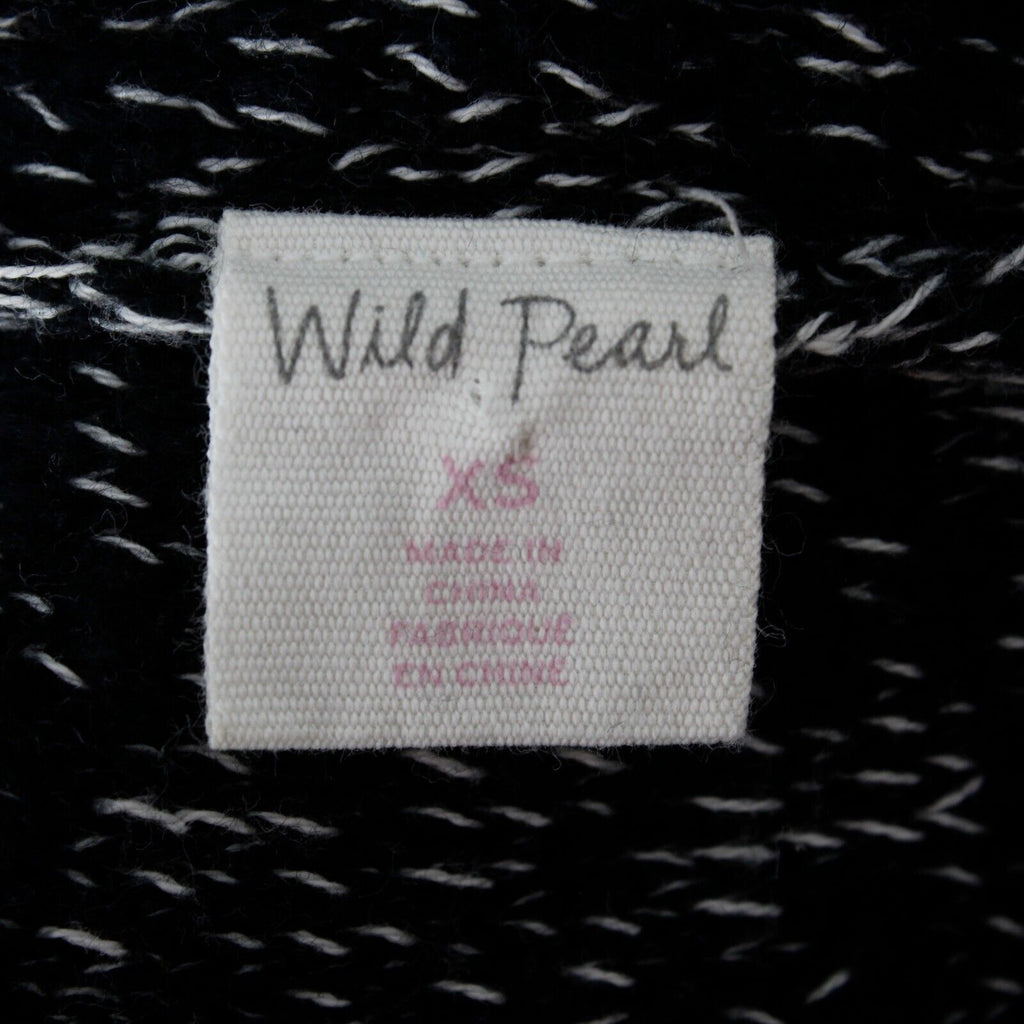 Wild Pearl
XS
MADE IN
CHINA
FABRIQUÉ
EN CHINE